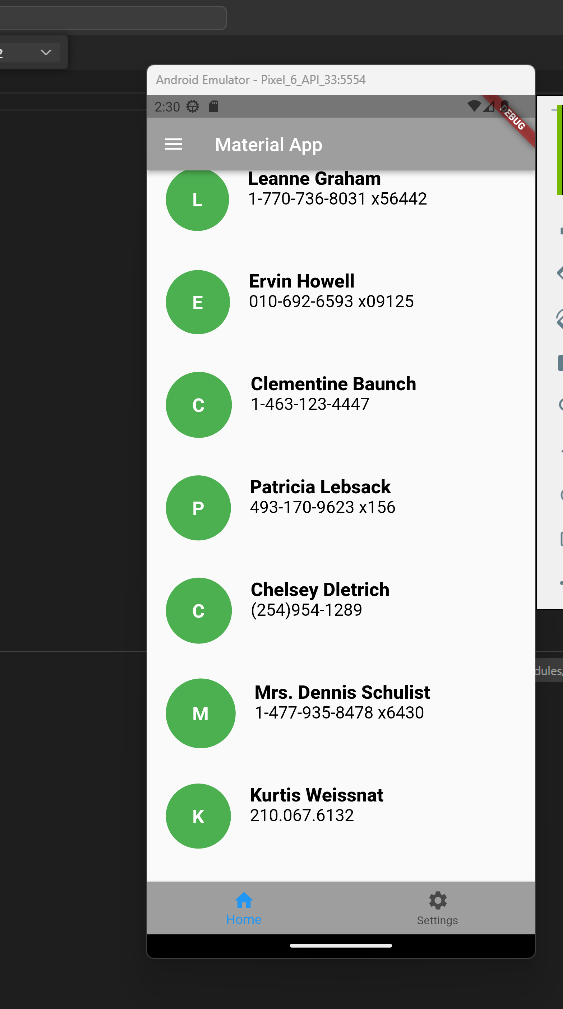 2
Android Emulator - Pixel_6_API_33:5554
2:30
DEBUG
Material App
L
Leanne Graham
1-770-736-8031 x56442
E
Ervin Howell
010-692-6593 x09125
C
Clementine Baunch
1-463-123-4447
P
Patricia Lebsack
493-170-9623 x156
C
Chelsey Dletrich
(254)954-1289
M
Mrs. Dennis Schulist
1-477-935-8478 x6430
K
Kurtis Weissnat
210.067.6132
dules,
Home
Settings